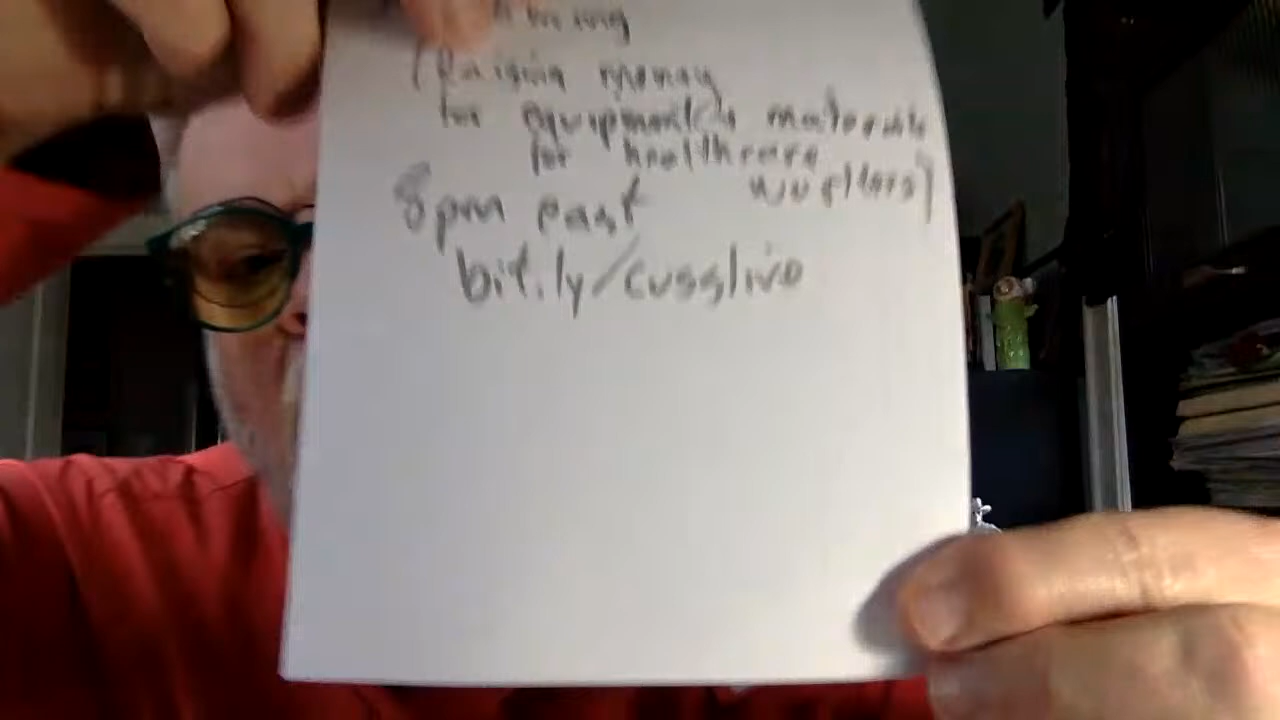 (Raising money
for equipment & materials
for healthcare
workers)
8pm east
bit.ly/cusslive